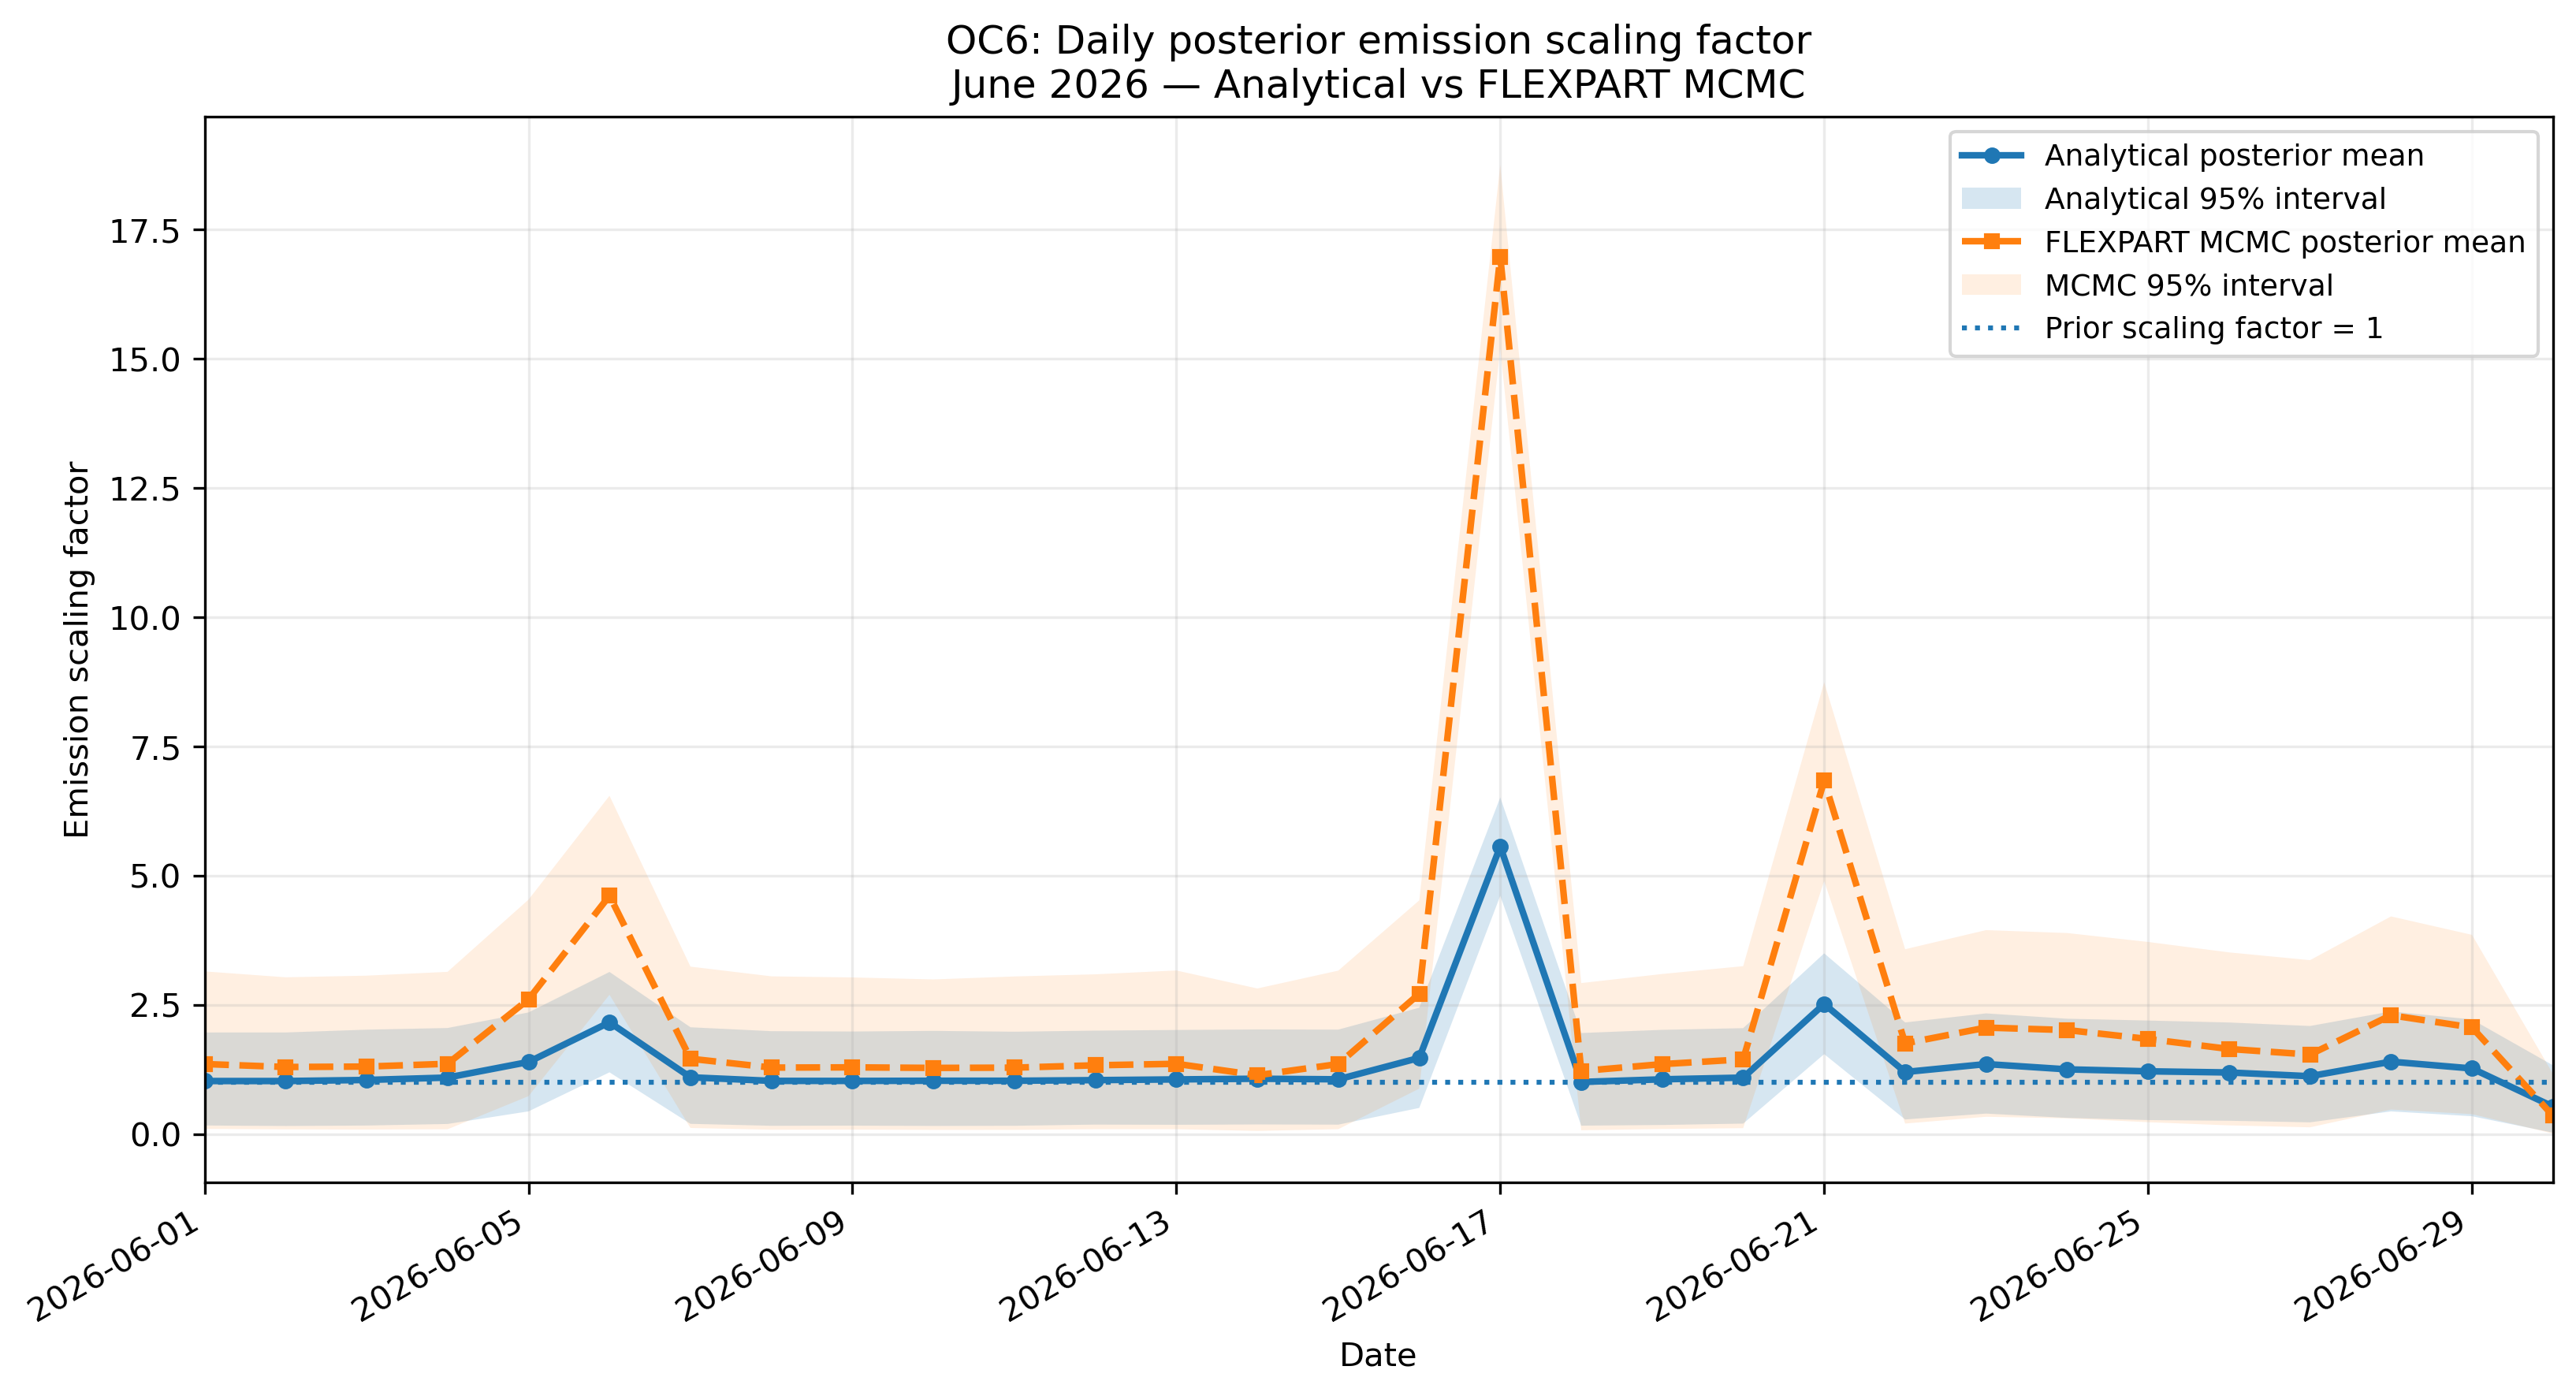 OC6: Daily posterior emission scaling factor
June 2026 — Analytical vs FLEXPART MCMC
Analytical posterior mean
Analytical 95% interval
FLEXPART MCMC posterior mean
MCMC 95% interval
Prior scaling factor = 1
Emission scaling factor
17.5
15.0
12.5
10.0
7.5
5.0
2.5
0.0
2026-06-01
2026-06-05
2026-06-09
2026-06-13
2026-06-17
2026-06-21
2026-06-25
2026-06-29
Date